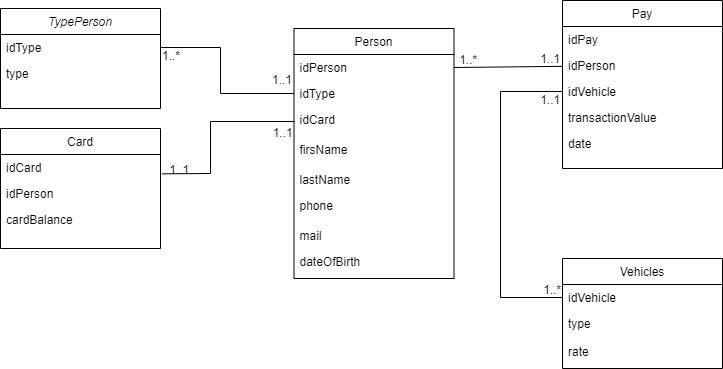 TypePerson
idType
type
1..*
Card
idCard
idPerson
cardBalance
1..1
Person
idPerson
idType
idCard
firsName
lastName
phone
mail
dateOfBirth
1..1
1..1
1..*
Pay
idPay
idPerson
idVehicle
transactionValue
date
1..1
1..1
Vehicles
idVehicle
type
rate
1..*